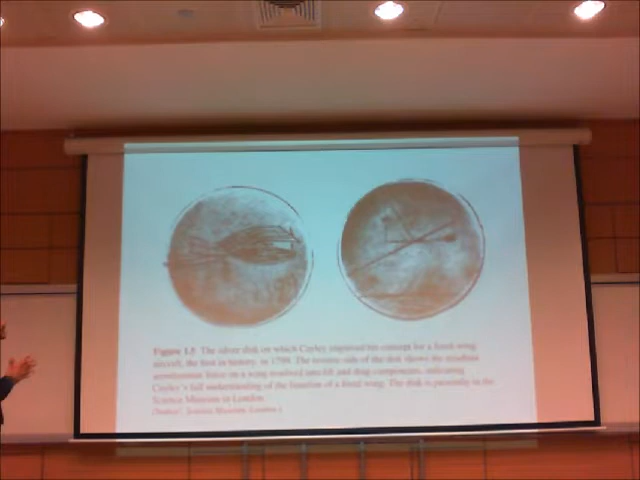 Figure 1.5 The silver disk on which Cayley engraved his concept for a fixed wing
aircraft, the first in history, in 1799. The reverse side of the disk shows the resultant
aerodynamic force on a wing resolved into lift and drag components, indicating
Cayley's full understanding of the function of a fixed wing. The disk is presently in the
Science Museum in London.
(Science Museum, London.)